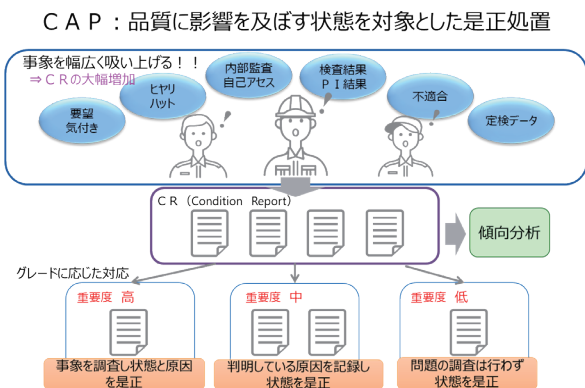 ＣＡＰ：品質に影響を及ぼす状態を対象とした是正処置
事象を幅広く吸い上げる！！
⇒ＣＲの大幅増加
要望
気付き
ヒヤリ
ハット
内部監査
自己アセス
検査結果
ＰＩ結果
不適合
定検データ
ＣＲ（Condition Report）
傾向分析
グレードに応じた対応
重要度 高
重要度 中
重要度 低
事象を調査し状態と原因
を是正
判明している原因を記録し
状態を是正
問題の調査は行わず
状態を是正